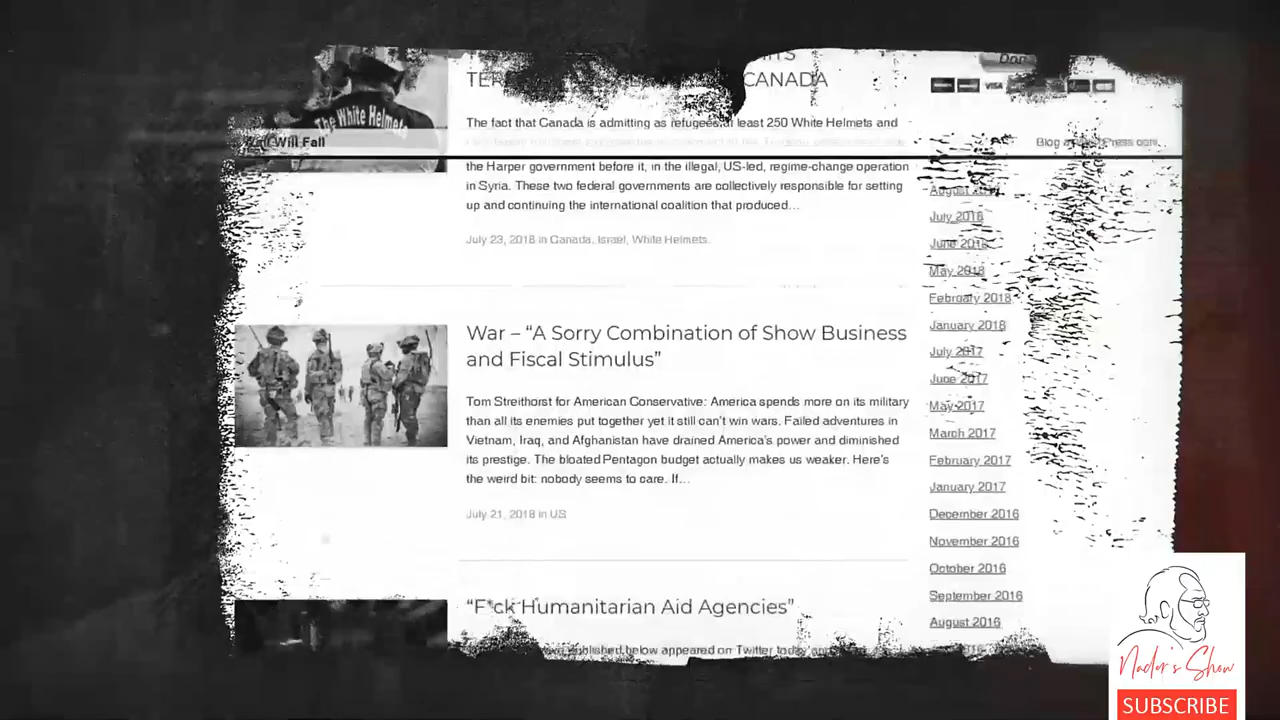 CANADA
The White Helmets
Will Fall
The fact that Canada is admitting as refugees at least 250 White Helmets and
the Harper government before it, in the illegal, US-led, regime-change operation
in Syria. These two federal governments are collectively responsible for setting
up and continuing the international coalition that produced…
July 23, 2018 in Canada, Israel, White Helmets.
War – “A Sorry Combination of Show Business
and Fiscal Stimulus”
Tom Streithorst for American Conservative: America spends more on its military
than all its enemies put together yet it still can’t win wars. Failed adventures in
Vietnam, Iraq, and Afghanistan have drained America’s power and diminished
its prestige. The bloated Pentagon budget actually makes us weaker. Here’s
the weird bit: nobody seems to care. If…
July 21, 2018 in US
“F*ck Humanitarian Aid Agencies”
published below appeared on Twitter today
VISA
Blog
August
July 2018
June 2018
May 2018
February 2018
January 2018
July 2017
June 2017
May 2017
March 2017
February 2017
January 2017
December 2016
November 2016
October 2016
September 2016
August 2016
Nader's Show
SUBSCRIBE